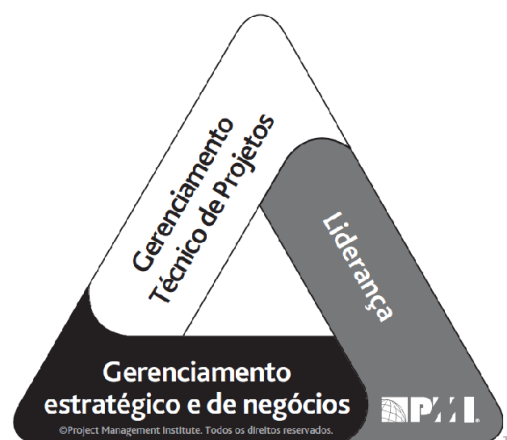 Gerenciamento
Técnico de Projetos
Liderança
Gerenciamento
estratégico e de negócios
PMI.
©Project Management Institute. Todos os direitos reservados.